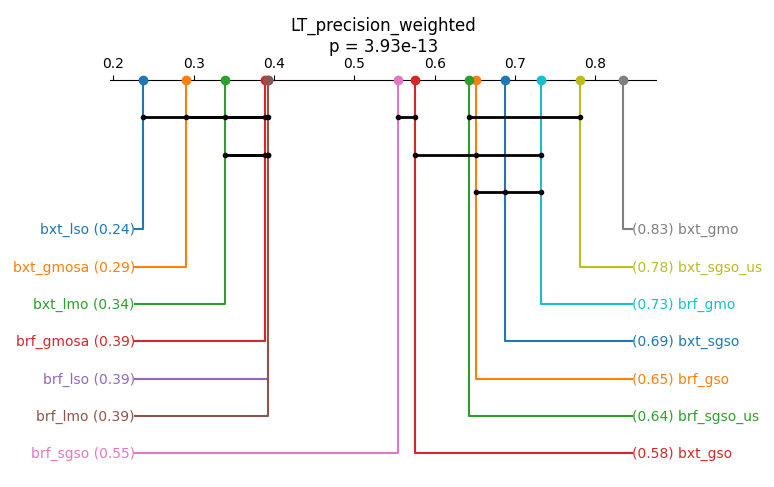 LT_precision_weighted
p = 3.93e-13
0.2 0.3 0.4 0.5 0.6 0.7 0.8
bxt_lso (0.24) (0.83) bxt_gmo
bxt_gmosa (0.29) (0.78) bxt_sgso_us
bxt_lmo (0.34) (0.73) brf_gmo
brf_gmosa (0.39) (0.69) bxt_sgso
brf_lso (0.39) (0.65) brf_gso
brf_lmo (0.39) (0.64) brf_sgso_us
brf_sgso (0.55) (0.58) bxt_gso